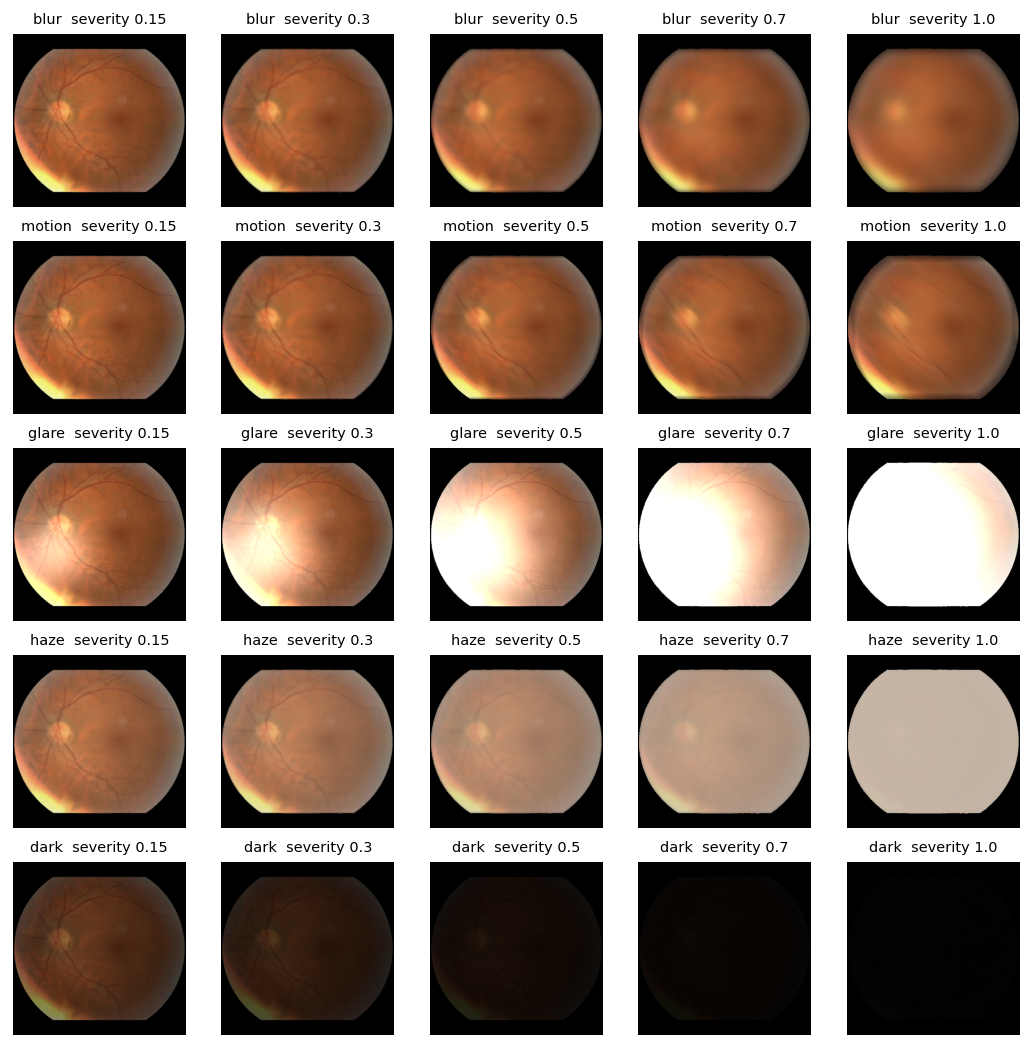 blur  severity 0.15
blur  severity 0.3
blur  severity 0.5
blur  severity 0.7
blur  severity 1.0
motion  severity 0.15
motion  severity 0.3
motion  severity 0.5
motion  severity 0.7
motion  severity 1.0
glare  severity 0.15
glare  severity 0.3
glare  severity 0.5
glare  severity 0.7
glare  severity 1.0
haze  severity 0.15
haze  severity 0.3
haze  severity 0.5
haze  severity 0.7
haze  severity 1.0
dark  severity 0.15
dark  severity 0.3
dark  severity 0.5
dark  severity 0.7
dark  severity 1.0